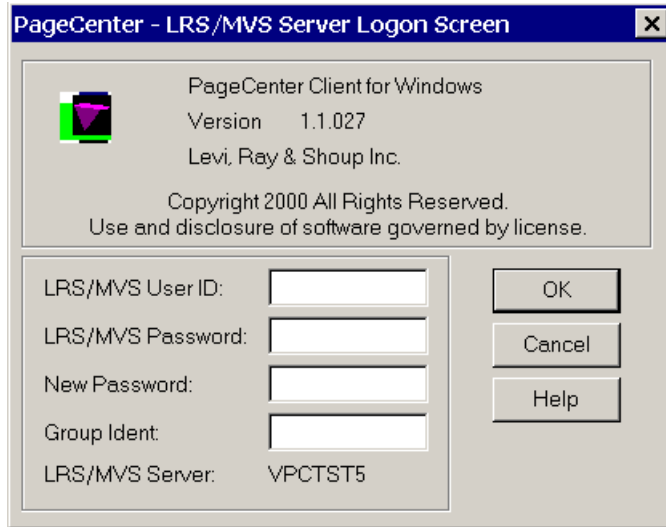 PageCenter - LRS/MVS Server Logon Screen
PageCenter Client for Windows
Version 1.1.027
Levi, Ray & Shoup Inc.
Copyright 2000 All Rights Reserved.
Use and disclosure of software governed by license.
LRS/MVS User ID:
OK
LRS/MVS Password:
Cancel
New Password:
Help
Group Ident:
LRS/MVS Server: VPCTST5